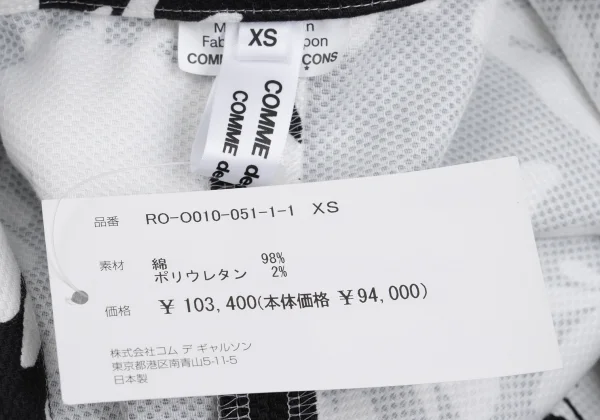 XS
COMME de
COMME de
品番 RO-O010-051-1-1 XS
素材 綿 98%
ポリウレタン 2%
価格 ¥ 103,400(本体価格 ¥94,000)
株式会社コム デ ギャルソン
東京都港区南青山5-11-5
日本製